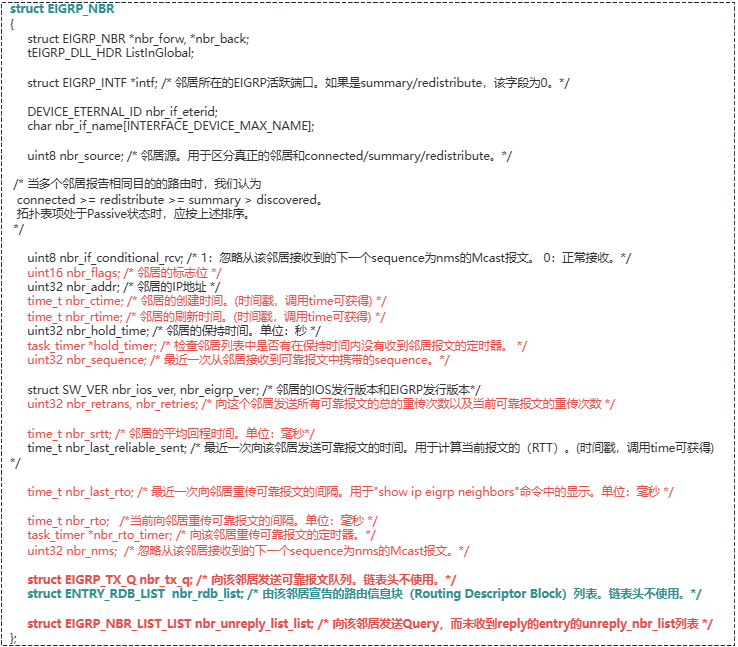 struct EIGRP_NBR
{
struct EIGRP_NBR *nbr_forw, *nbr_back;
tEIGRP_DLL_HDR ListInGlobal;
struct EIGRP_INTF *intf; /* 邻居所在的EIGRP活跃端口。如果是summary/redistribute，该字段为0。*/
DEVICE_ETERNAL_ID nbr_if_eterid;
char nbr_if_name[INTERFACE_DEVICE_MAX_NAME];
uint8 nbr_source; /* 邻居源。用于区分真正的邻居和connected/summary/redistribute。*/
/* 当多个邻居报告相同目的的路由时，我们认为
connected >= redistribute >= summary > discovered。
拓扑表项处于Passive状态时，应按上述排序。
*/
uint8 nbr_if_conditional_rcv; /* 1：忽略从该邻居接收到的下一个sequence为nms的Mcast报文。 0：正常接收。*/
uint16 nbr_flags; /* 邻居的标志位 */
uint32 nbr_addr; /* 邻居的IP地址 */
time_t nbr_ctime; /* 邻居的创建时间。(时间戳，调用time可获得) */
time_t nbr_rtime; /* 邻居的刷新时间。(时间戳，调用time可获得) */
uint32 nbr_hold_time; /* 邻居的保持时间。单位：秒 */
task_timer *hold_timer; /* 检查邻居列表中是否有在保持时间内没有收到邻居报文的定时器。 */
uint32 nbr_sequence; /* 最近一次从邻居接收到可靠报文中携带的sequence。*/
struct SW_VER nbr_ios_ver, nbr_eigrp_ver; /* 邻居的IOS发行版本和EIGRP发行版本*/
uint32 nbr_retrans, nbr_retries; /* 向这个邻居发送所有可靠报文的总的重传次数以及当前可靠报文的重传次数 */
time_t nbr_srtt; /* 邻居的平均回程时间。单位：毫秒*/
time_t nbr_last_reliable_sent; /* 最近一次向该邻居发送可靠报文的时间。用于计算当前报文的（RTT）。(时间戳，调用time可获得)
*/
time_t nbr_last_rto; /* 最近一次向邻居重传可靠报文的间隔。用于"show ip eigrp neighbors"命令中的显示。单位：毫秒 */
time_t nbr_rto; /*当前向邻居重传可靠报文的间隔。单位：毫秒 */
task_timer *nbr_rto_timer; /* 向该邻居重传可靠报文的定时器。*/
uint32 nbr_nms; /* 忽略从该邻居接收到的下一个sequence为nms的Mcast报文。*/
struct EIGRP_TX_Q nbr_tx_q; /* 向该邻居发送可靠报文队列。链表头不使用。*/
struct ENTRY_RDB_LIST nbr_rdb_list; /* 由该邻居宣告的路由信息块（Routing Descriptor Block）列表。链表头不使用。*/
struct EIGRP_NBR_LIST_LIST nbr_unreply_list_list; /* 向该邻居发送Query，而未收到reply的entry的unreply_nbr_list列表 */
};